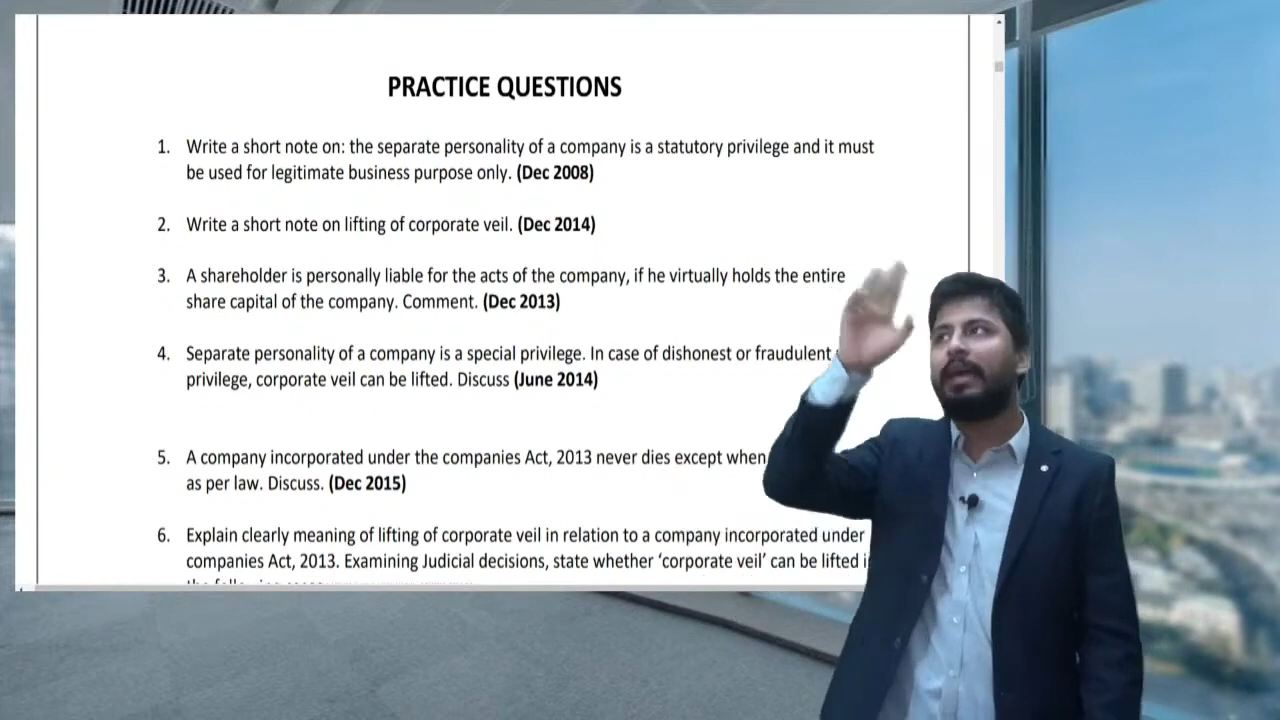 PRACTICE QUESTIONS
1. Write a short note on: the separate personality of a company is a statutory privilege and it must
be used for legitimate business purpose only. (Dec 2008)
2. Write a short note on lifting of corporate veil. (Dec 2014)
3. A shareholder is personally liable for the acts of the company, if he virtually holds the entire
share capital of the company. Comment. (Dec 2013)
4. Separate personality of a company is a special privilege. In case of dishonest or fraudulent
privilege, corporate veil can be lifted. Discuss (June 2014)
5. A company incorporated under the companies Act, 2013 never dies except when
as per law. Discuss. (Dec 2015)
6. Explain clearly meaning of lifting of corporate veil in relation to a company incorporated under
companies Act, 2013. Examining Judicial decisions, state whether ‘corporate veil’ can be lifted